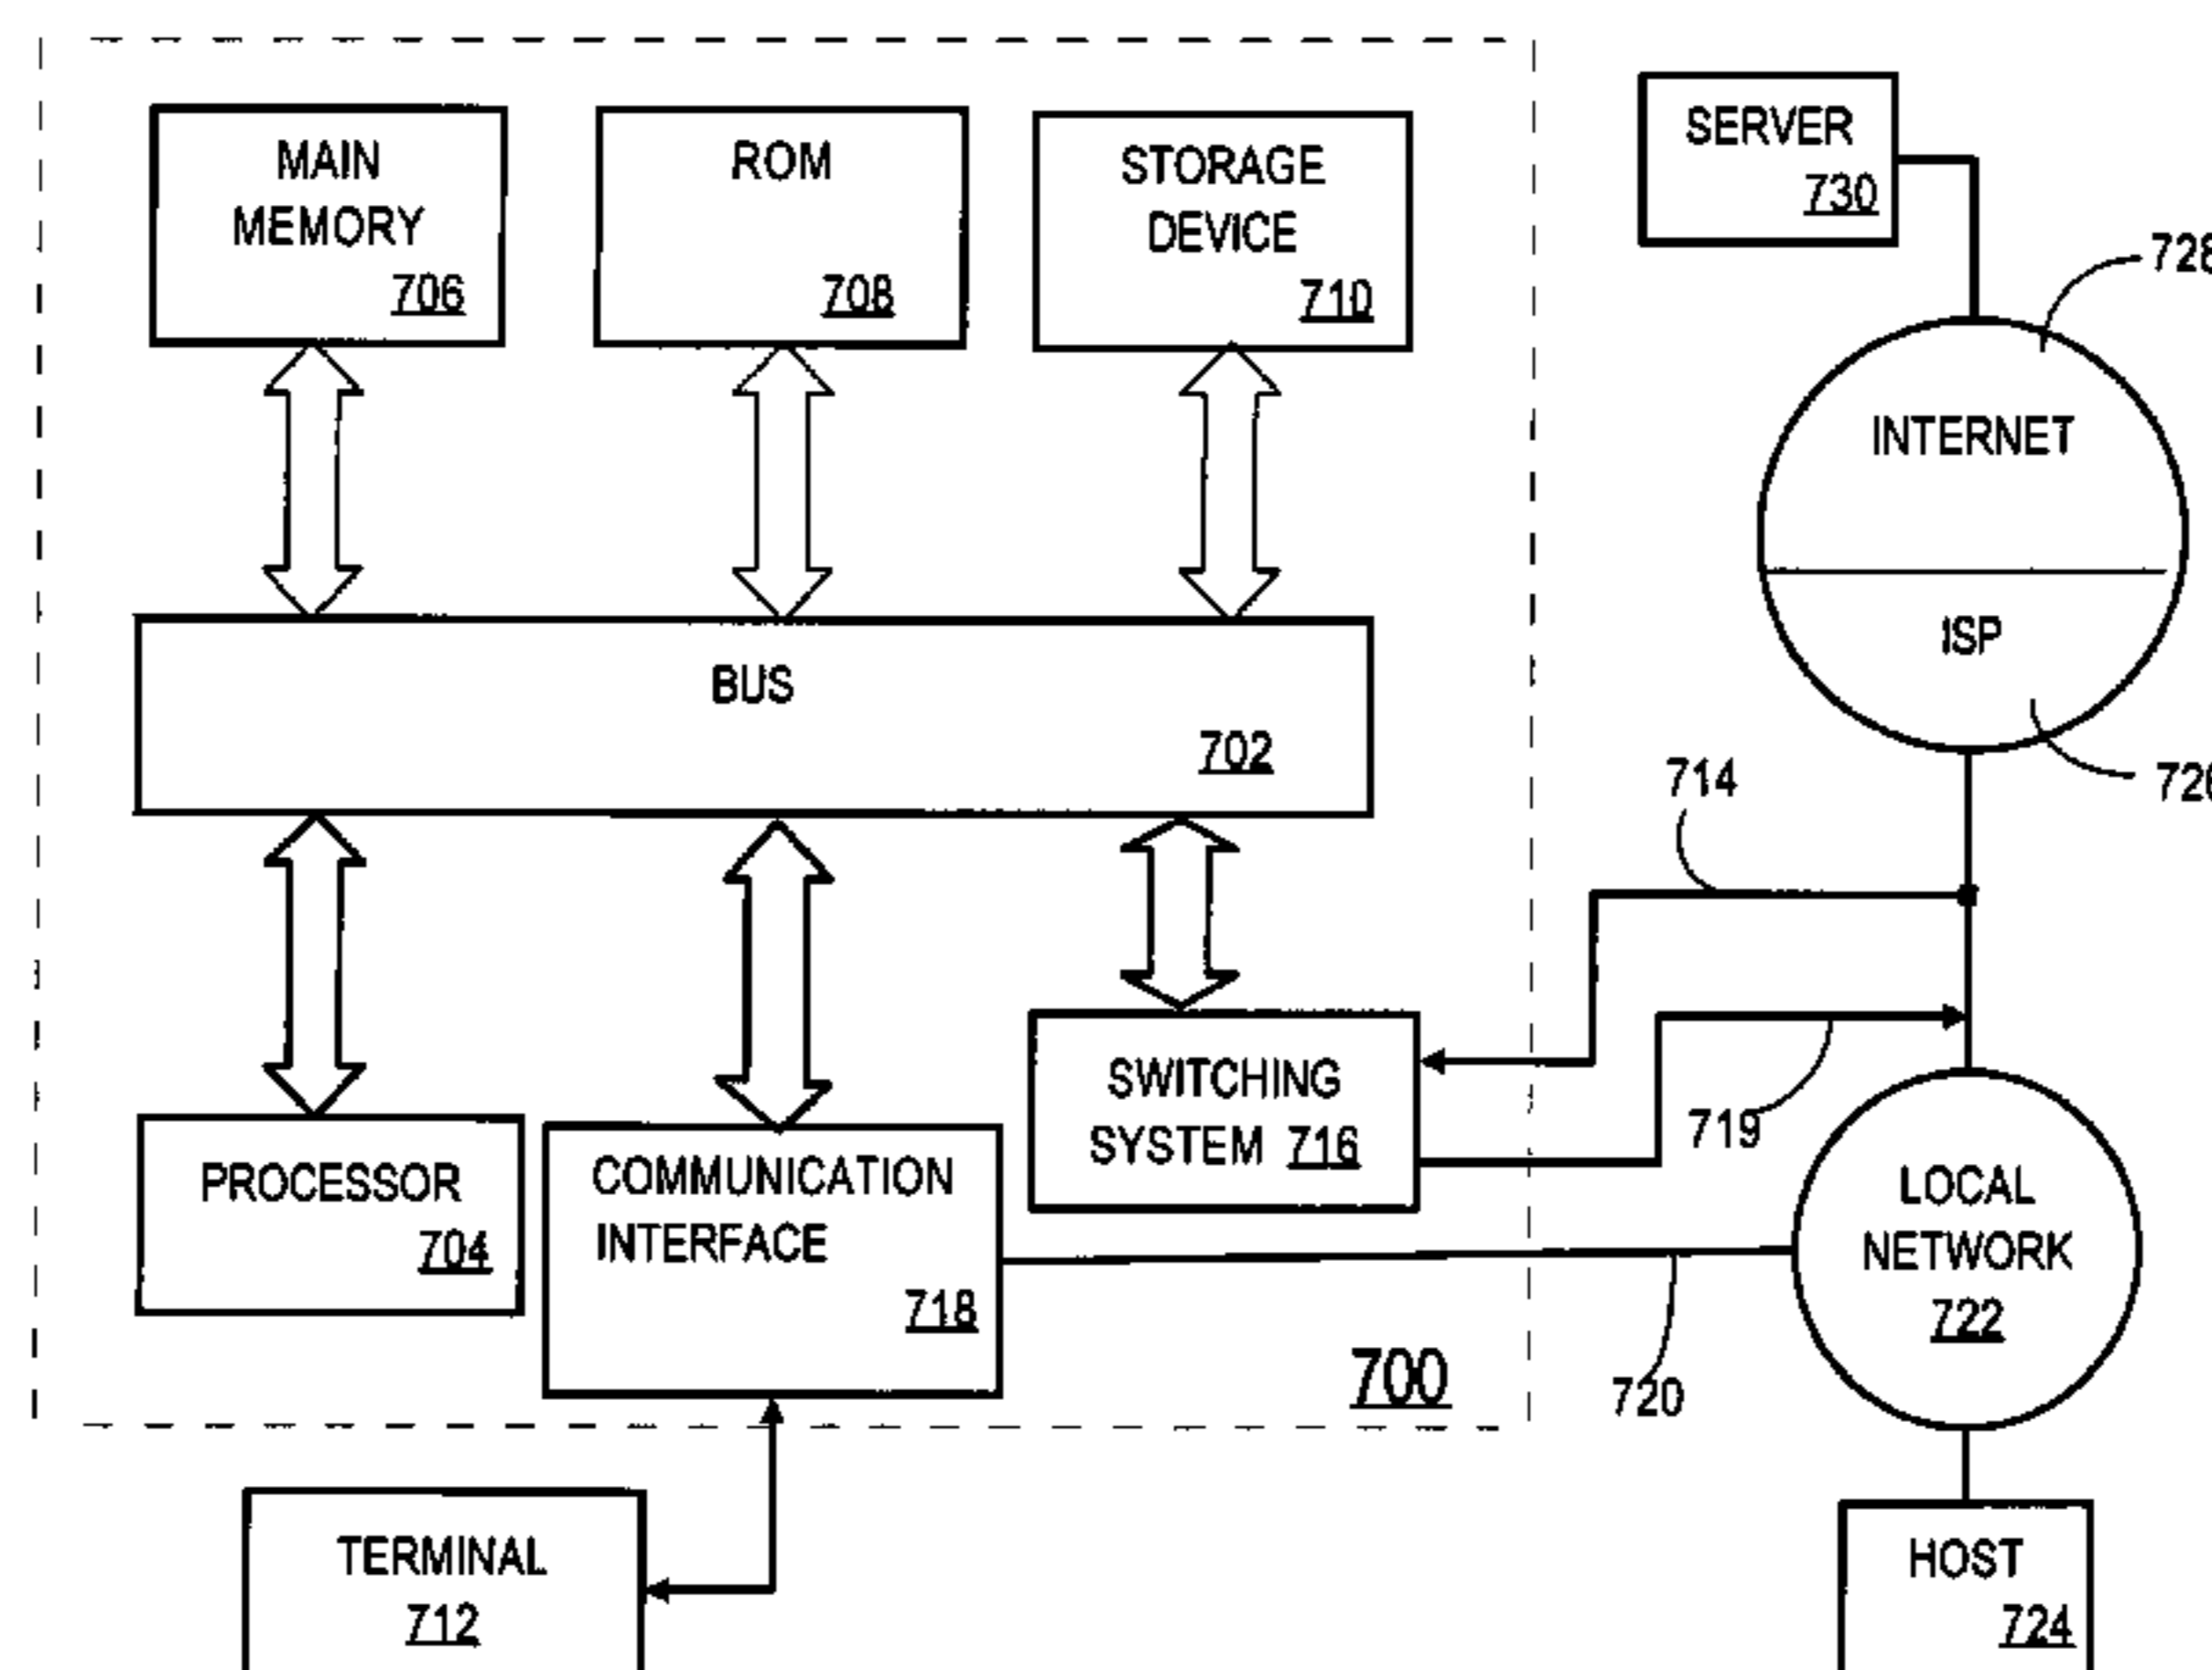 MAIN
MEMORY
706
ROM
708
STORAGE
DEVICE
710
SERVER
730
728
INTERNET
ISP
726
BUS
702
714
SWITCHING
SYSTEM 716
719
PROCESSOR
704
COMMUNICATION
INTERFACE
718
LOCAL
NETWORK
722
700
720
TERMINAL
712
HOST
724